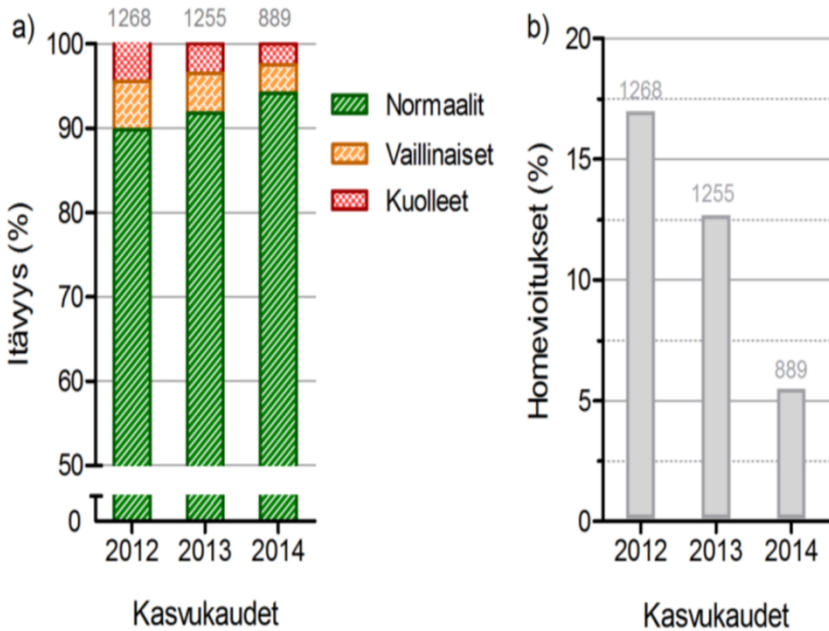 a)
1268 1255 889
100
90
80
70
60
50
0
Itävyys (%)
2012 2013 2014
Kasvukaudet
Normaalit
Vaillinaiset
Kuolleet
b)
20
15
10
5
0
Homevioitukset (%)
1268
1255
889
2012 2013 2014
Kasvukaudet